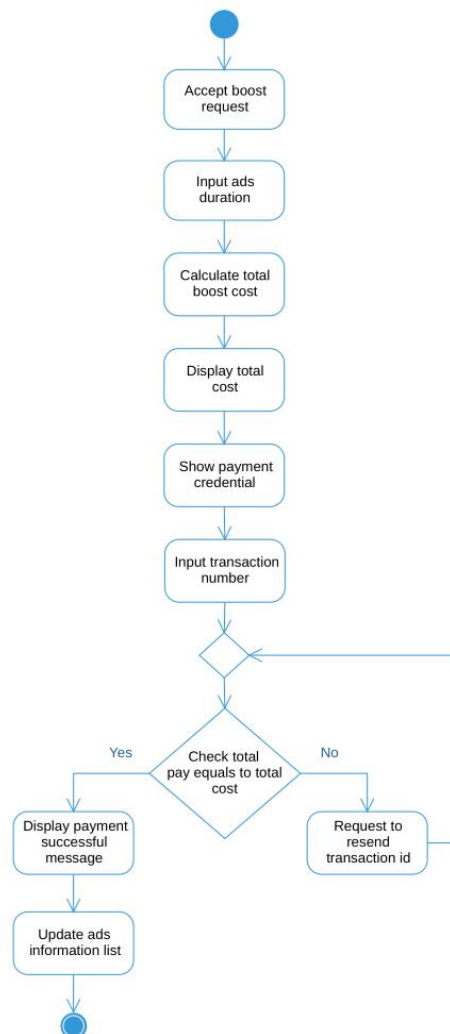 Accept boost
request
Input ads
duration
Calculate total
boost cost
Display total
cost
Show payment
credential
Input transaction
number
Yes
No
Check total
pay equals to total
cost
Display payment
successful
message
Request to
resend
transaction id
Update ads
information list